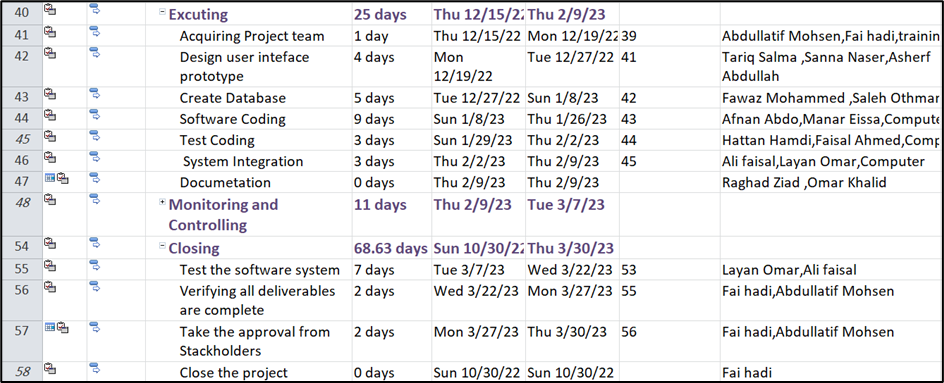 40 Excuting 25 days Thu 12/15/22 Thu 2/9/23
41 Acquiring Project team 1 day Thu 12/15/22 Mon 12/19/22 39 Abdullatif Mohsen,Fai hadi,trainin
42 Design user inteface 4 days Mon Tue 12/27/22 41 Tariq Salma ,Sanna Naser,Asherf
prototype 12/19/22 Abdullah
43 Create Database 5 days Tue 12/27/22 Sun 1/8/23 42 Fawaz Mohammed ,Saleh Othmar
44 Software Coding 9 days Sun 1/8/23 Thu 1/26/23 43 Afnan Abdo,Manar Eissa,Compute
45 Test Coding 3 days Sun 1/29/23 Thu 2/2/23 44 Hattan Hamdi,Faisal Ahmed,Comp
46 System Integration 3 days Thu 2/2/23 Thu 2/9/23 45 Ali faisal,Layan Omar,Computer
47 Documetation 0 days Thu 2/9/23 Thu 2/9/23 Raghad Ziad ,Omar Khalid
48 Monitoring and 11 days Thu 2/9/23 Tue 3/7/23
Controlling
54 Closing 68.63 days Sun 10/30/22 Thu 3/30/23
55 Test the software system 7 days Tue 3/7/23 Wed 3/22/23 53 Layan Omar,Ali faisal
56 Verifying all deliverables 2 days Wed 3/22/23 Mon 3/27/23 55 Fai hadi,Abdullatif Mohsen
are complete
57 Take the approval from 2 days Mon 3/27/23 Thu 3/30/23 56 Fai hadi,Abdullatif Mohsen
Stackholders
58 Close the project 0 days Sun 10/30/22 Sun 10/30/22 Fai hadi